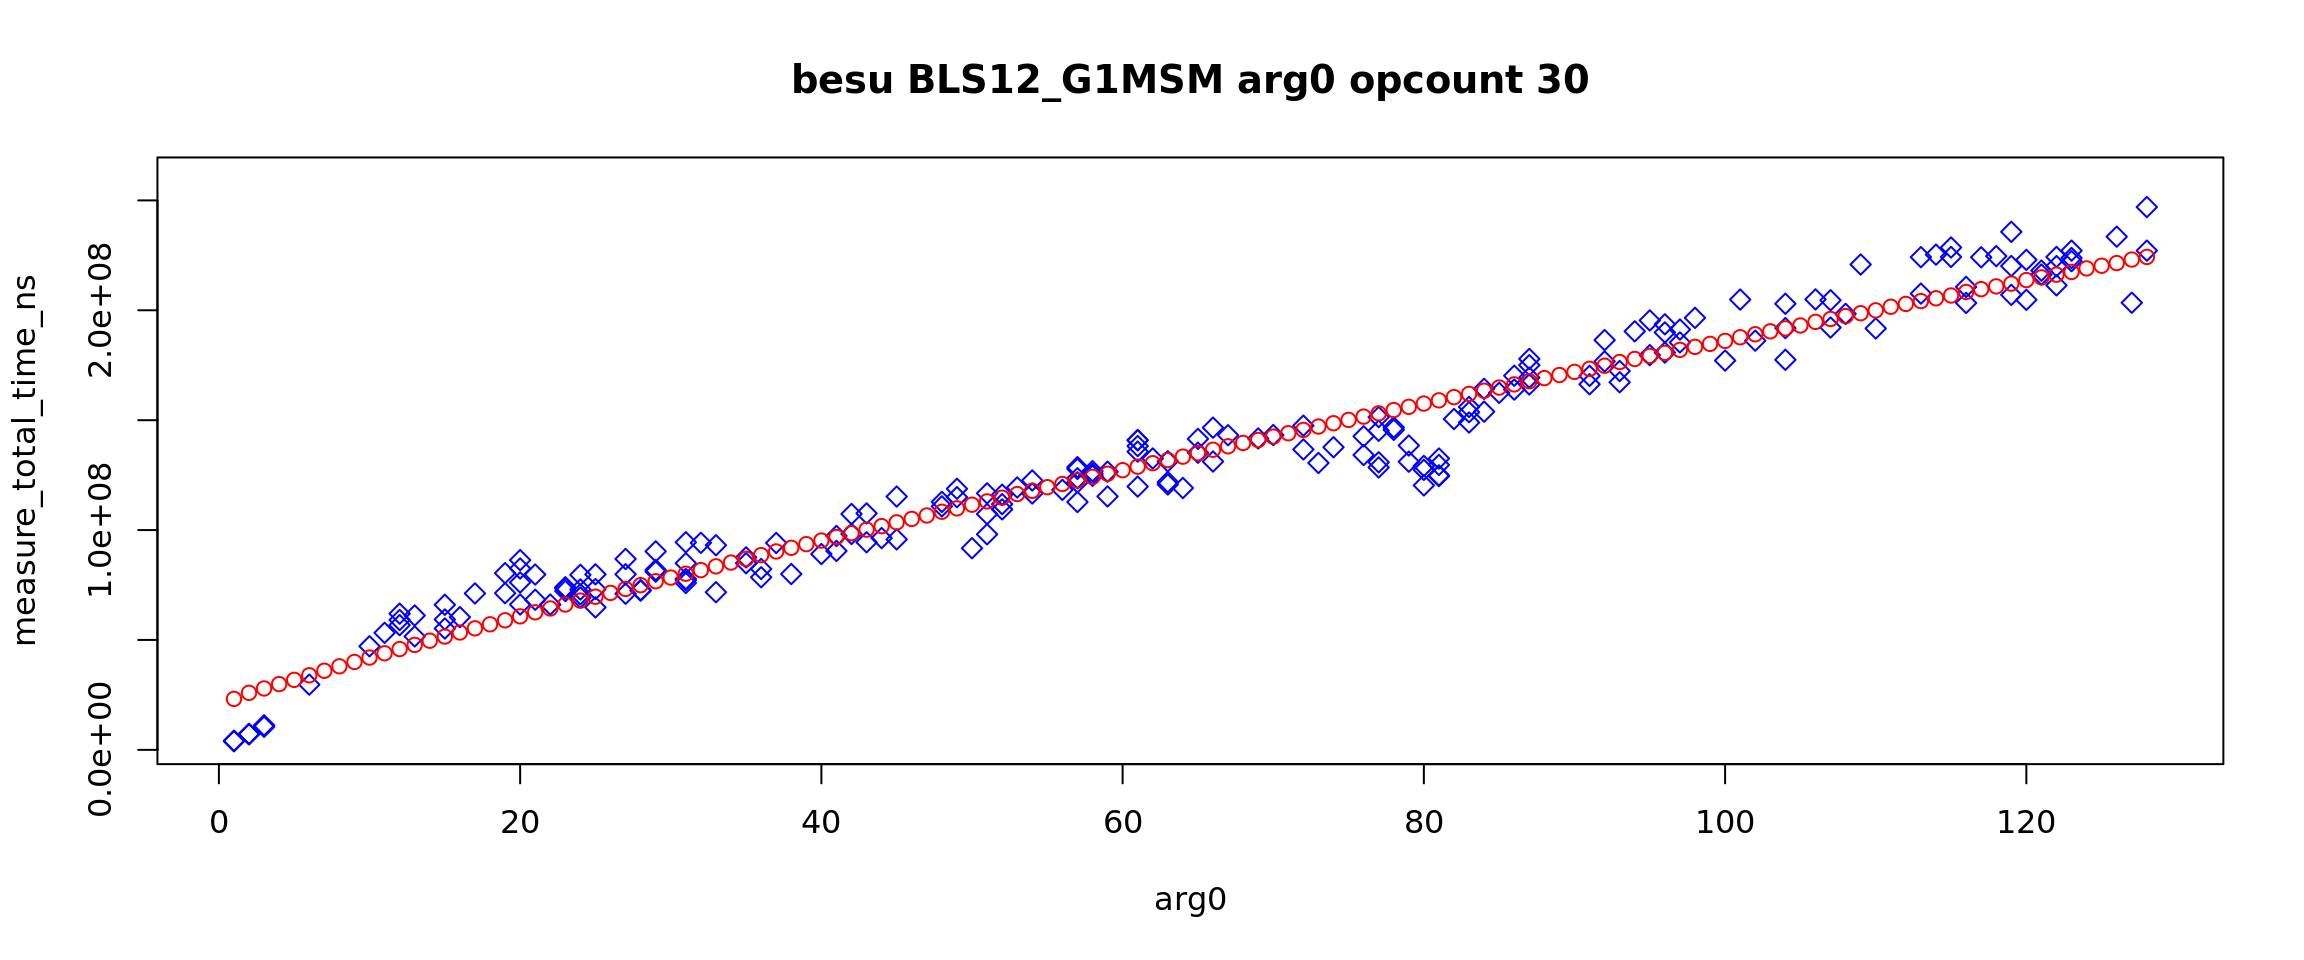 besu BLS12_G1MSM arg0 opcount 30
measure_total_time_ns
2.0e+08
1.0e+08
0.0e+00
0 20 40 60 80 100 120
arg0